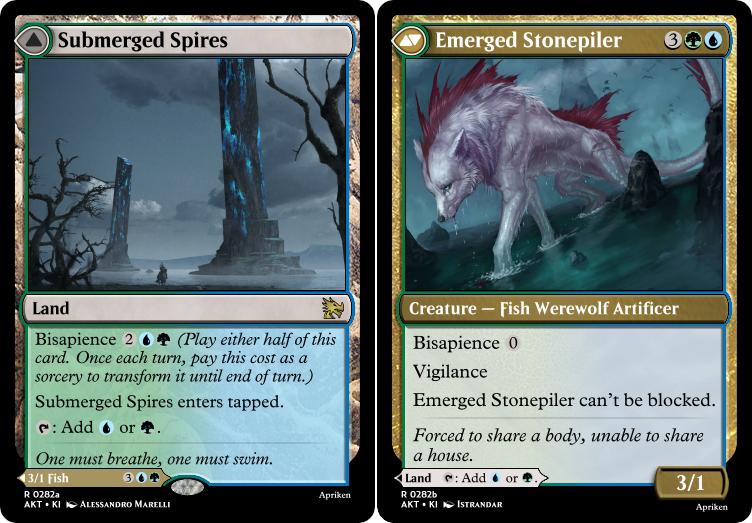 Submerged Spires
Land
Bisapience 2 (Play either half of this
card. Once each turn, pay this cost as a
sorcery to transform it until end of turn.)
Submerged Spires enters tapped.
: Add or .
One must breathe, one must swim.
3/1 Fish 3
R 0282a
AKT • KI Alessandro Marelli
Apriken
Emerged Stonepiler 3
Creature — Fish Werewolf Artificer
Bisapience 0
Vigilance
Emerged Stonepiler can't be blocked.
Forced to share a body, unable to share
a house.
Land : Add or .
3/1
R 0282b
AKT • KI Istrandar
Apriken